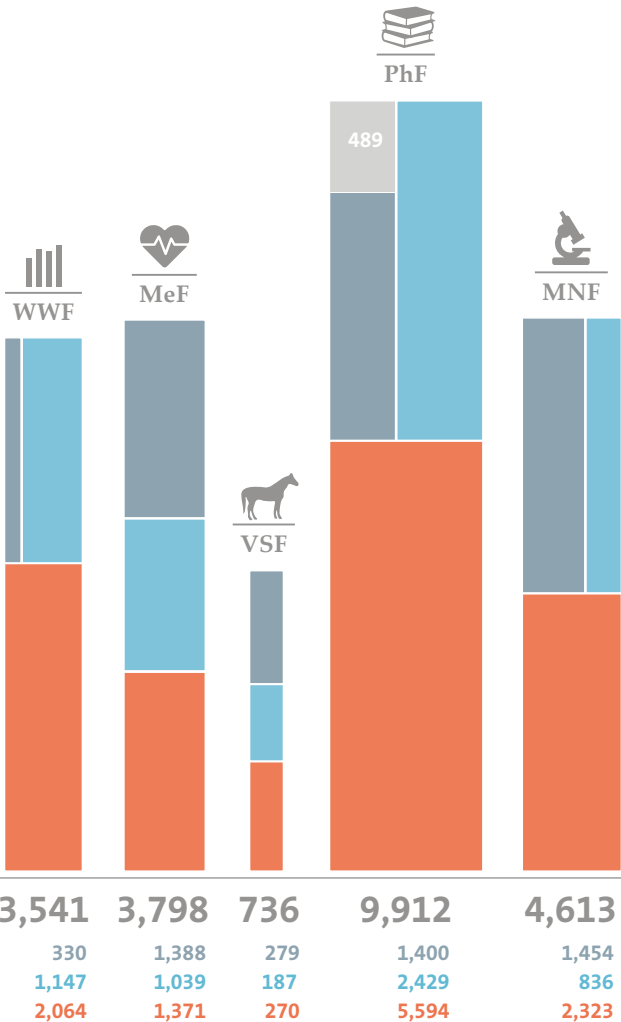 PhF
489
WWF
MeF
MNF
VSF
3,541 3,798 736 9,912 4,613
330 1,388 279 1,400 1,454
1,147 1,039 187 2,429 836
2,064 1,371 270 5,594 2,323